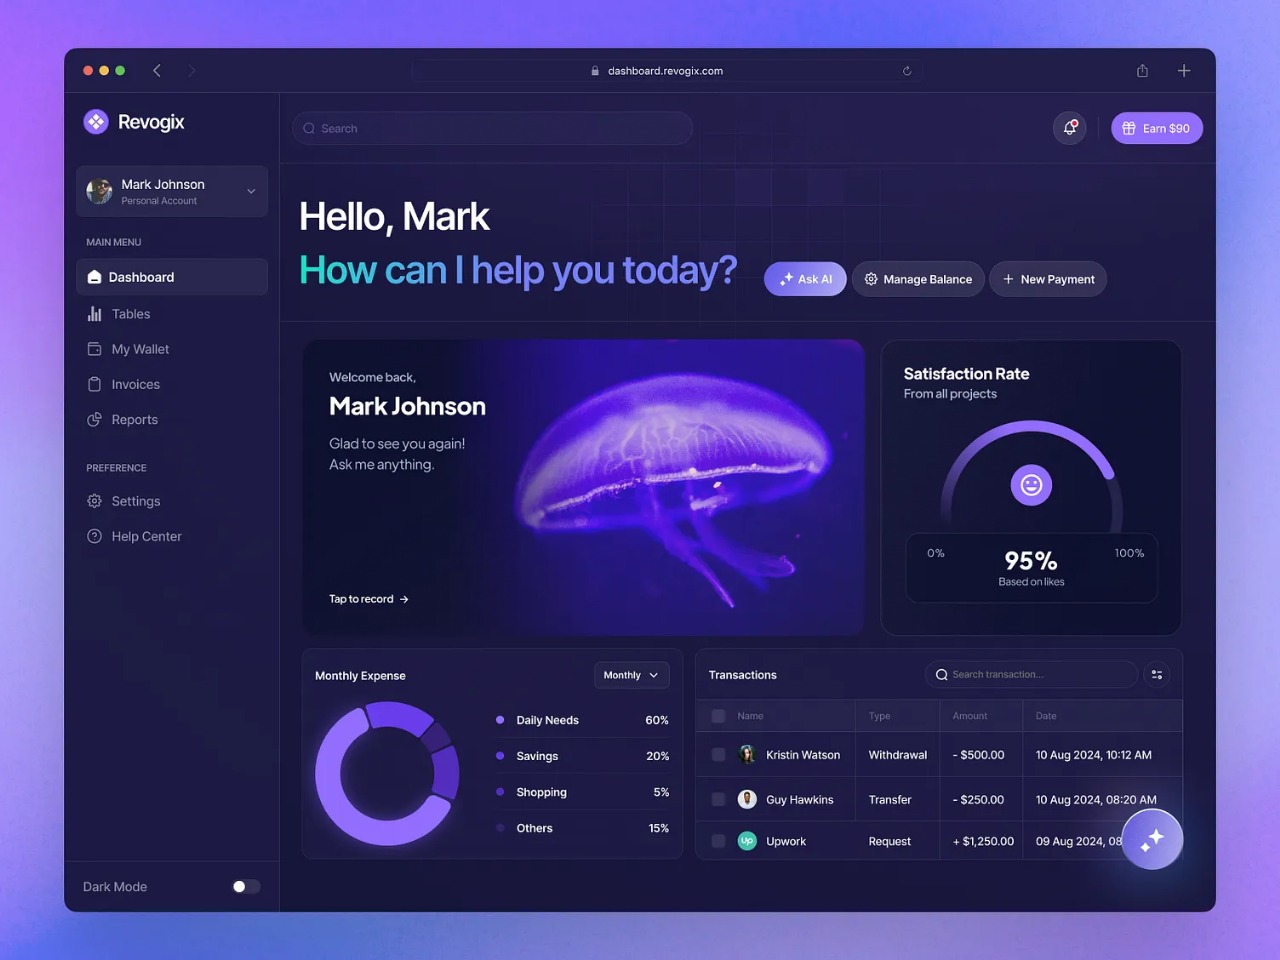 dashboard.revogix.com
Revogix
Search
Earn $90
Mark Johnson
Personal Account
MAIN MENU
Dashboard
Tables
My Wallet
Invoices
Reports
PREFERENCE
Settings
Help Center
Dark Mode
Hello, Mark
How can I help you today?
Ask AI
Manage Balance
New Payment
Welcome back,
Mark Johnson
Glad to see you again!
Ask me anything.
Tap to record →
Satisfaction Rate
From all projects
0% 95% 100%
Based on likes
Monthly Expense
Monthly
Daily Needs 60%
Savings 20%
Shopping 5%
Others 15%
Transactions
Search transaction...
Name Type Amount Date
Kristin Watson Withdrawal - $500.00 10 Aug 2024, 10:12 AM
Guy Hawkins Transfer - $250.00 10 Aug 2024, 08:20 AM
Up Upwork Request + $1,250.00 09 Aug 2024, 08